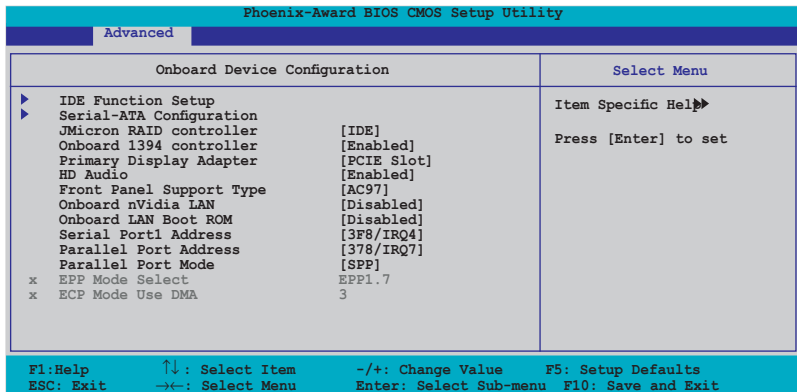 Phoenix-Award BIOS CMOS Setup Utility
Advanced
Onboard Device Configuration
Select Menu
IDE Function Setup
Serial-ATA Configuration
JMicron RAID controller [IDE]
Onboard 1394 controller [Enabled]
Primary Display Adapter [PCIE Slot]
HD Audio [Enabled]
Front Panel Support Type [AC97]
Onboard nVidia LAN [Disabled]
Onboard LAN Boot ROM [Disabled]
Serial Port1 Address [3F8/IRQ4]
Parallel Port Address [378/IRQ7]
Parallel Port Mode [SPP]
x EPP Mode Select EPP1.7
x ECP Mode Use DMA 3
Item Specific Help
Press [Enter] to set
F1:Help ↑↓: Select Item -/+: Change Value F5: Setup Defaults
ESC: Exit →←: Select Menu Enter: Select Sub-menu F10: Save and Exit